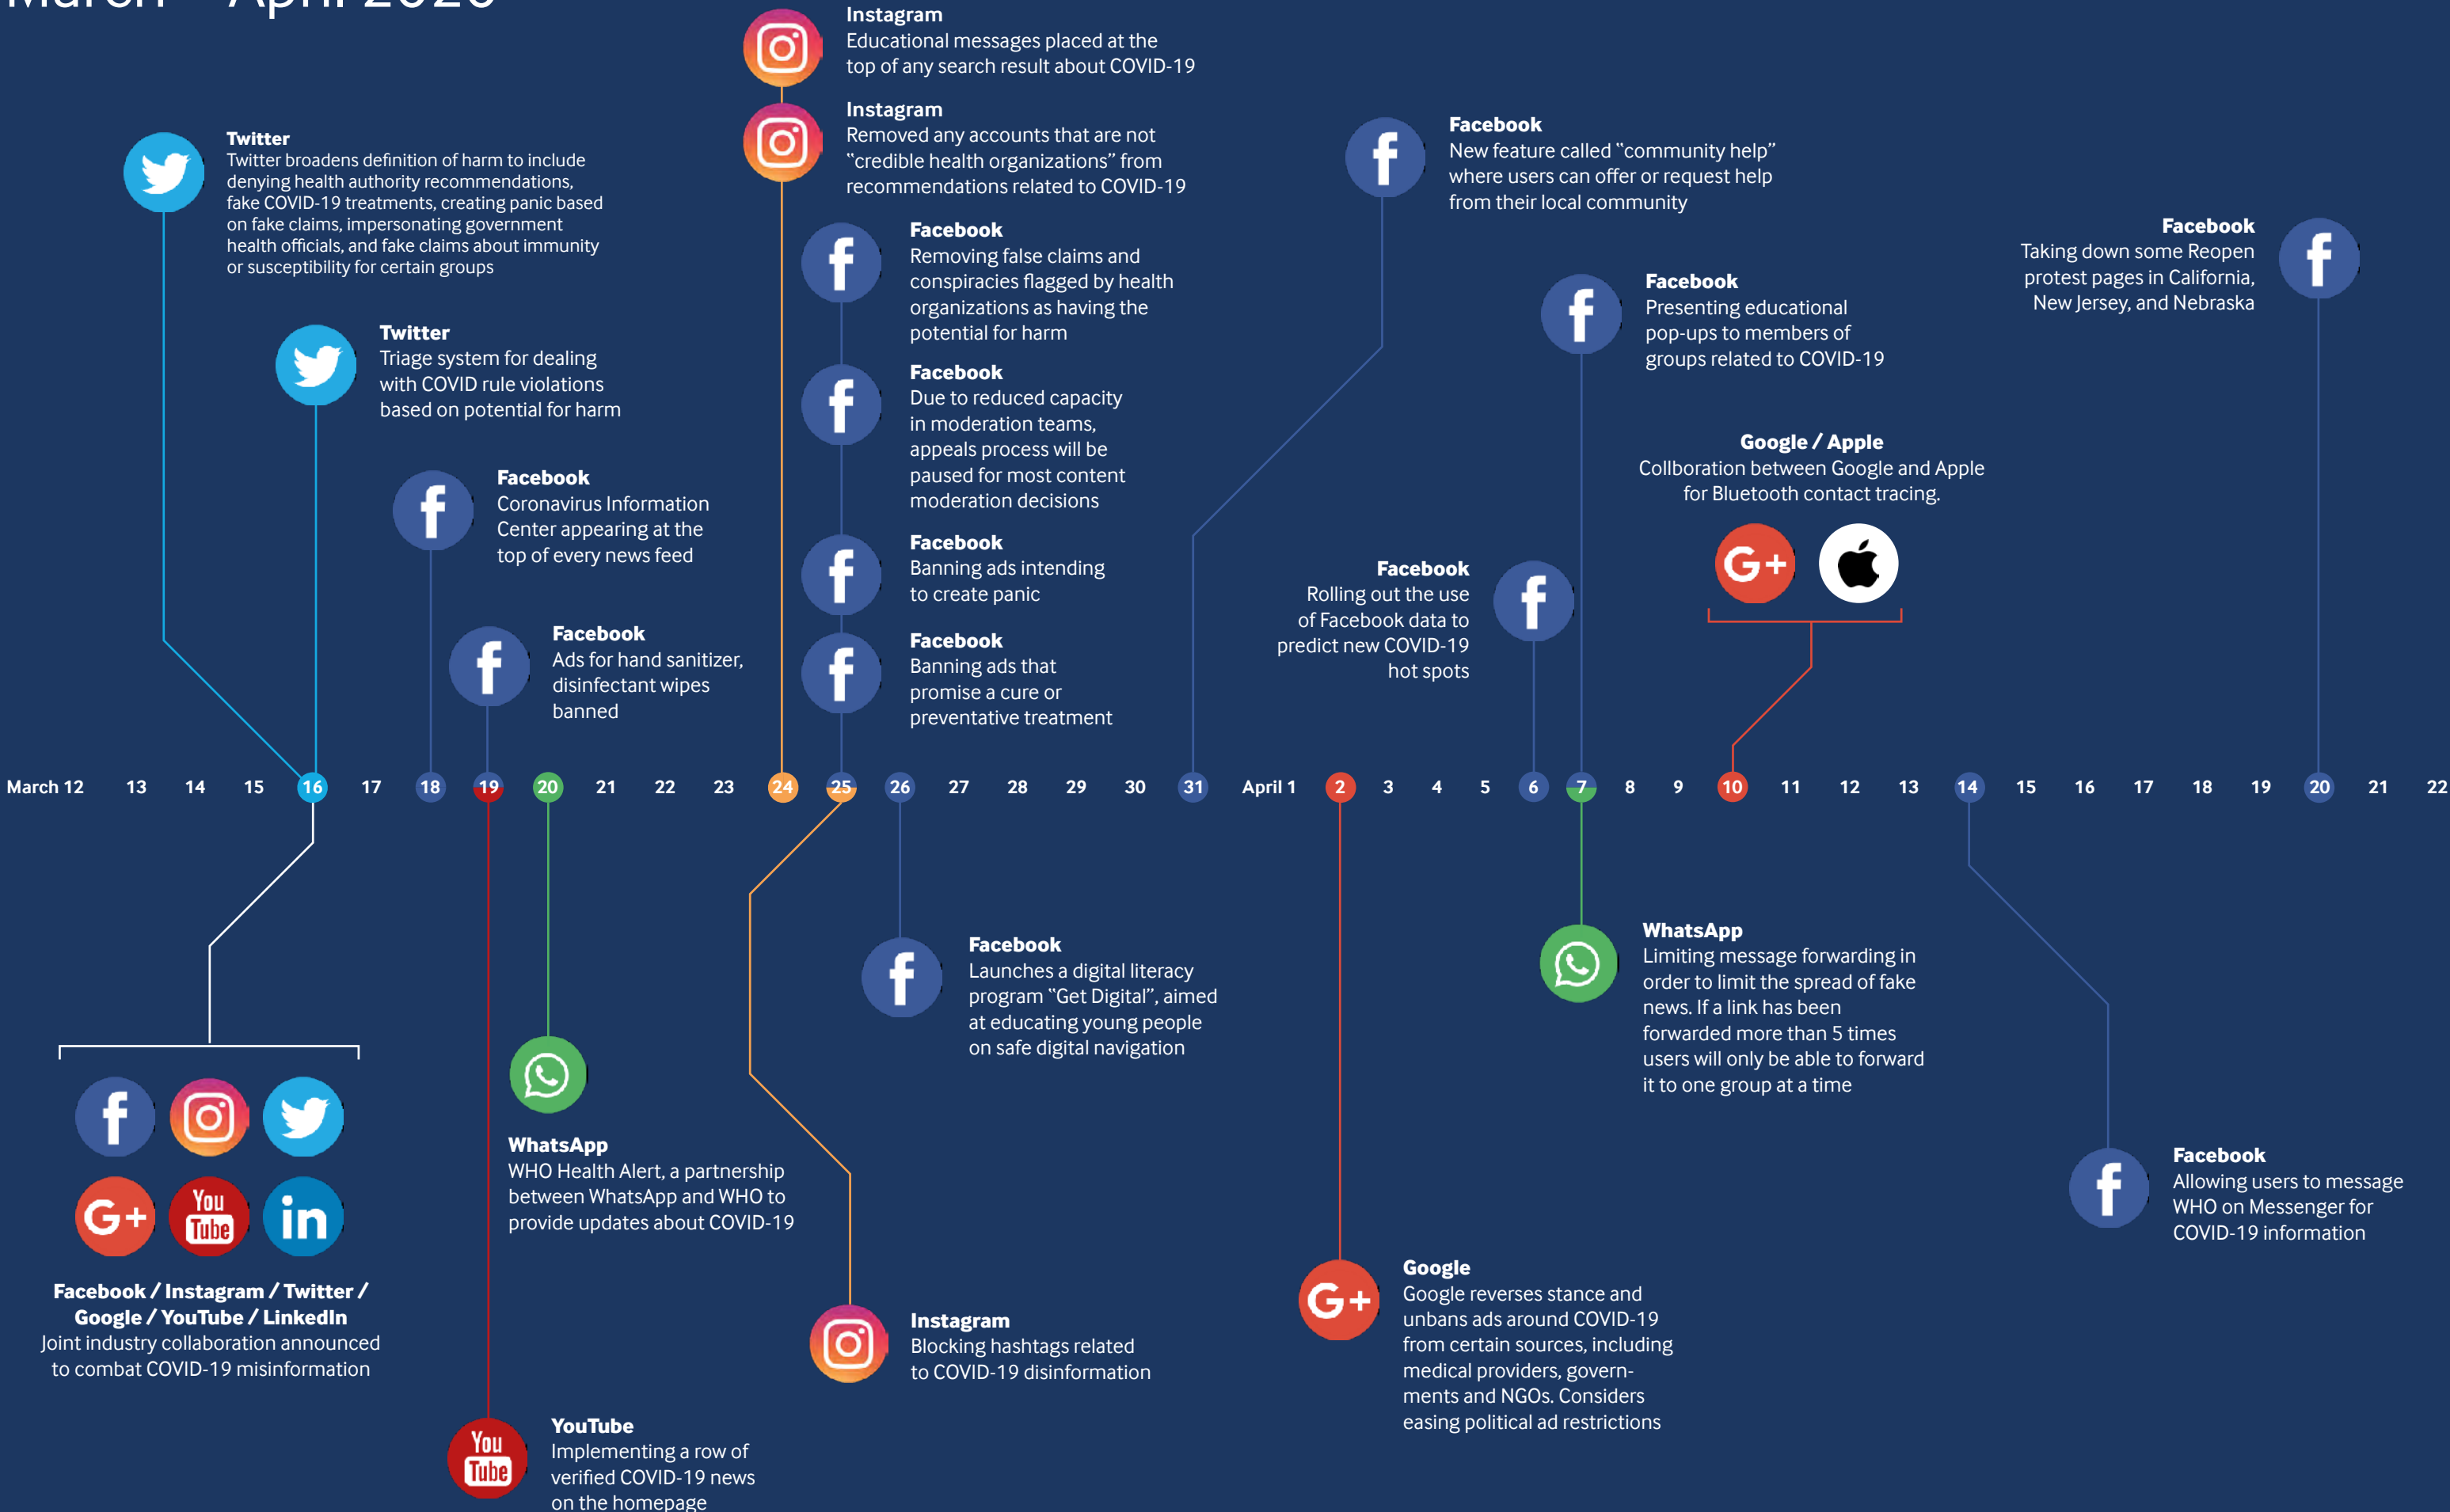 March – April 2020
Instagram
Educational messages placed at the
top of any search result about COVID-19
Instagram
Removed any accounts that are not
“credible health organizations” from
recommendations related to COVID-19
Twitter
Twitter broadens definition of harm to include
denying health authority recommendations,
fake COVID-19 treatments, creating panic based
on fake claims, impersonating government
health officials, and fake claims about immunity
or susceptibility for certain groups
Twitter
Triage system for dealing
with COVID rule violations
based on potential for harm
Facebook
Coronavirus Information
Center appearing at the
top of every news feed
Facebook
Ads for hand sanitizer,
disinfectant wipes
banned
Facebook
Removing false claims and
conspiracies flagged by health
organizations as having the
potential for harm
Facebook
Due to reduced capacity
in moderation teams,
appeals process will be
paused for most content
moderation decisions
Facebook
Banning ads intending
to create panic
Facebook
Banning ads that
promise a cure or
preventative treatment
Facebook
New feature called “community help”
where users can offer or request help
from their local community
Facebook
Rolling out the use
of Facebook data to
predict new COVID-19
hot spots
Facebook
Presenting educational
pop-ups to members of
groups related to COVID-19
Google / Apple
Collboration between Google and Apple
for Bluetooth contact tracing.
G+
Facebook
Taking down some Reopen
protest pages in California,
New Jersey, and Nebraska
March 12 13 14 15 16 17 18 19 20 21 22 23 24 25 26 27 28 29 30 31 April 1 2 3 4 5 6 7 8 9 10 11 12 13 14 15 16 17 18 19 20 21 22
f
G+ You Tube in
Facebook / Instagram / Twitter /
Google / YouTube / LinkedIn
Joint industry collaboration announced
to combat COVID-19 misinformation
You
Tube
YouTube
Implementing a row of
verified COVID-19 news
on the homepage
WhatsApp
WHO Health Alert, a partnership
between WhatsApp and WHO to
provide updates about COVID-19
Instagram
Blocking hashtags related
to COVID-19 disinformation
Facebook
Launches a digital literacy
program “Get Digital”, aimed
at educating young people
on safe digital navigation
G+
Google
Google reverses stance and
unbans ads around COVID-19
from certain sources, including
medical providers, govern-
ments and NGOs. Considers
easing political ad restrictions
WhatsApp
Limiting message forwarding in
order to limit the spread of fake
news. If a link has been
forwarded more than 5 times
users will only be able to forward
it to one group at a time
Facebook
Allowing users to message
WHO on Messenger for
COVID-19 information